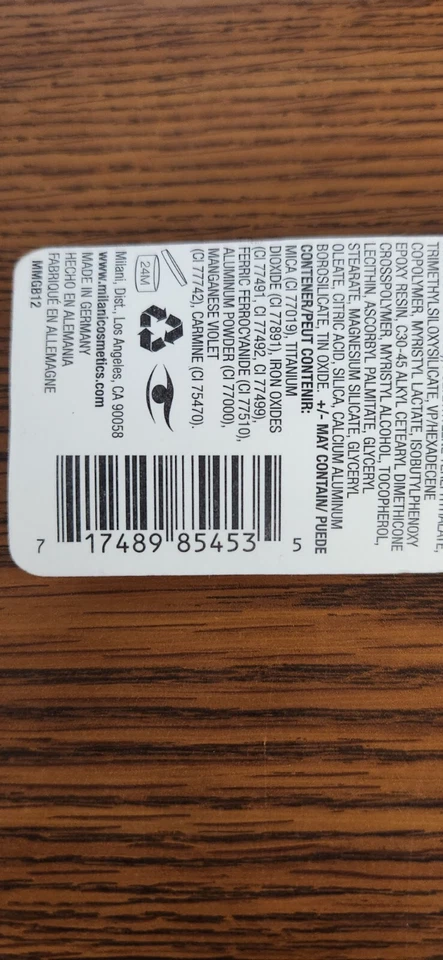 TRIMETHYLSILOXYSILICATE, VP/HEXADECENE
COPOLYMER, MYRISTYL LACTATE, ISOBUTYLPHENOXY
EPOXY RESIN, C30-45 ALKYL CETEARYL DIMETHICONE
CROSSPOLYMER, MYRISTYL ALCOHOL, TOCOPHEROL,
LECITHIN, ASCORBYL PALMITATE, GLYCERYL
STEARATE, MAGNESIUM SILICATE, GLYCERYL
OLEATE, CITRIC ACID, SILICA, CALCIUM ALUMINUM
BOROSILICATE, TIN OXIDE. +/- MAY CONTAIN/ PUEDE
CONTENER/PEUT CONTENIR:
MICA (CI 77019), TITANIUM
DIOXIDE (CI 77891), IRON OXIDES
(CI 77491, CI 77492, CI 77499),
FERRIC FERROCYANIDE (CI 77510),
ALUMINUM POWDER (CI 77000),
MANGANESE VIOLET
(CI 77742), CARMINE (CI 75470).
24M
Milani, Dist., Los Angeles, CA 90058
www.milanicosmetics.com
MADE IN GERMANY
HECHO EN ALEMANIA
FABRIQUÉ EN ALLEMAGNE
MMGB12
7 17489 85453 5